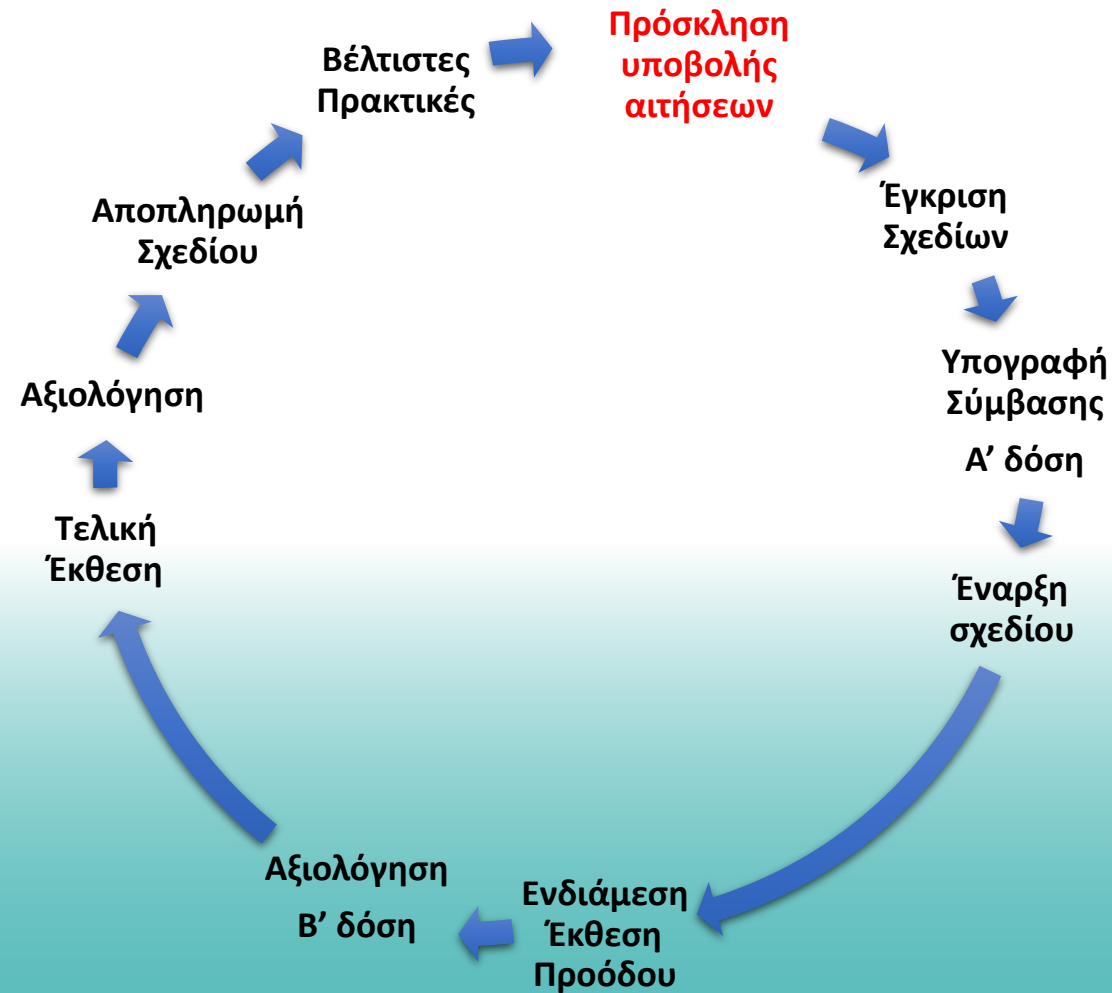 Πρόσκληση
υποβολής
αιτήσεων
Έγκριση
Σχεδίων
Υπογραφή
Σύμβασης
Α’ δόση
Έναρξη
σχεδίου
Ενδιάμεση
Έκθεση
Προόδου
Αξιολόγηση
Β’ δόση
Τελική
Έκθεση
Αξιολόγηση
Αποπληρωμή
Σχεδίου
Βέλτιστες
Πρακτικές